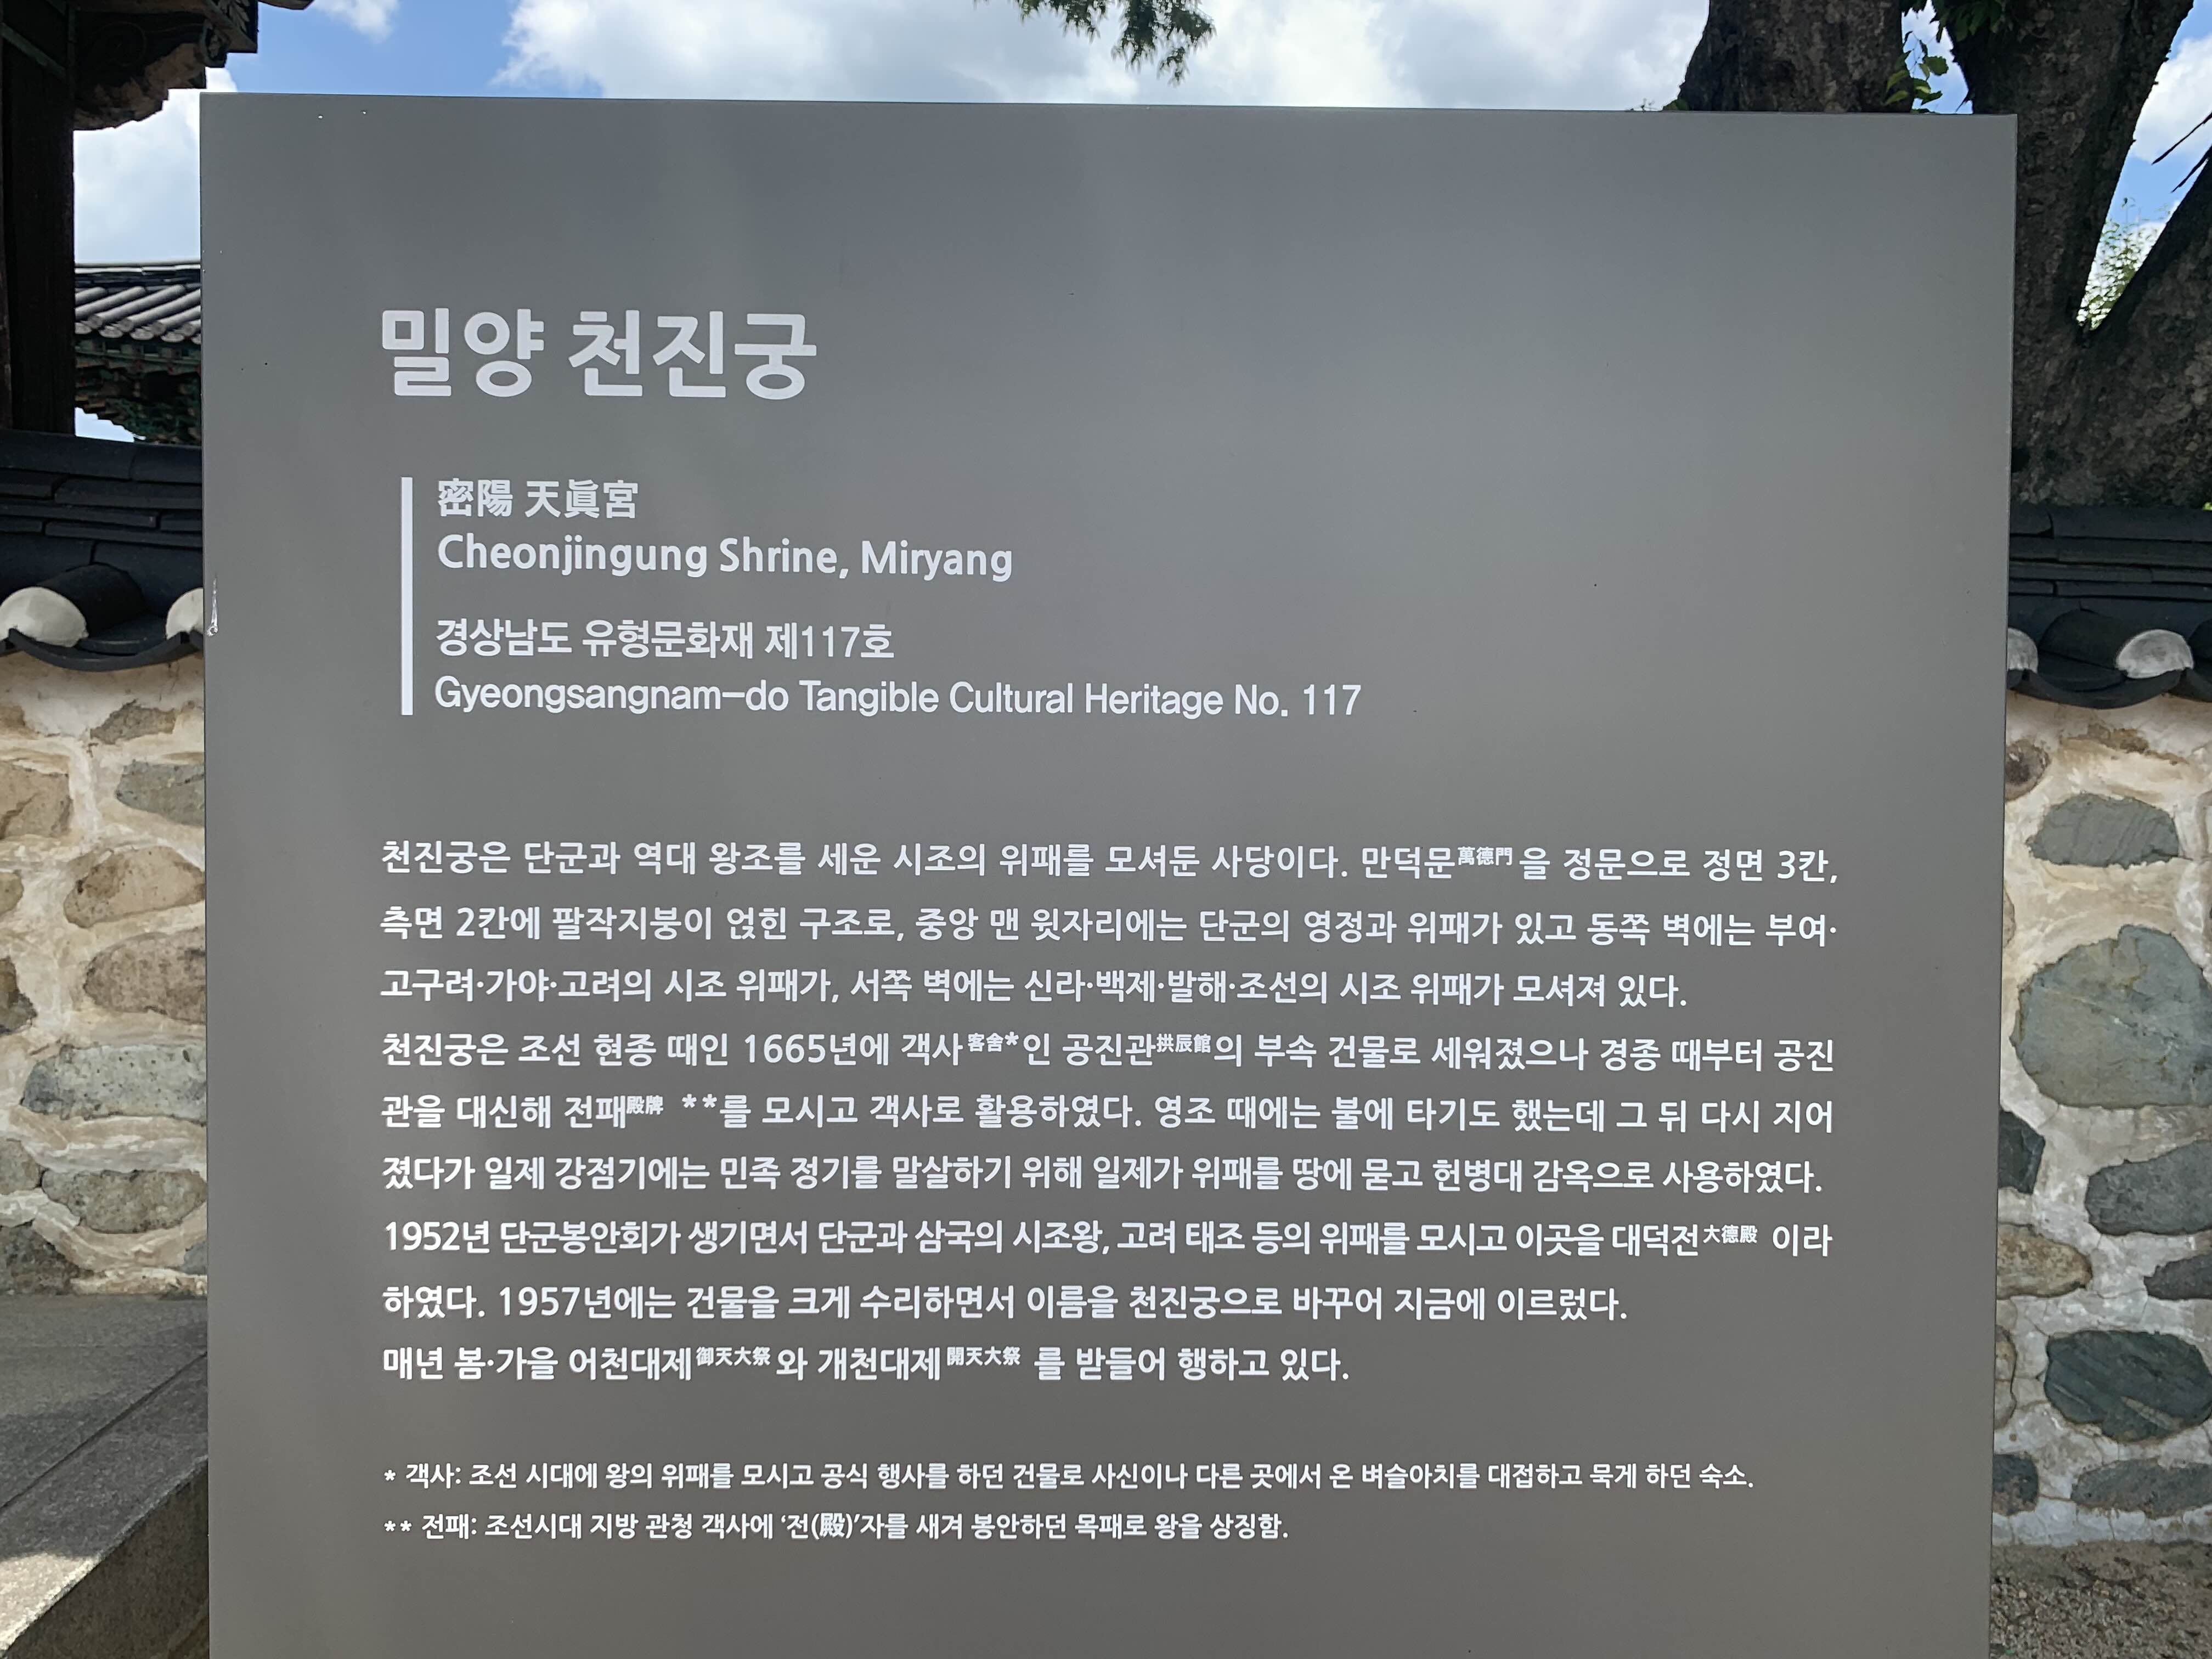 밀양 천진궁
密陽 天眞宮
Cheonjingung Shrine, Miryang
경상남도 유형문화재 제117호
Gyeongsangnam-do Tangible Cultural Heritage No. 117
천진궁은 단군과 역대 왕조를 세운 시조의 위패를 모셔둔 사당이다. 만덕문萬德門을 정문으로 정면 3칸,
측면 2칸에 팔작지붕이 얹힌 구조로, 중앙 맨 윗자리에는 단군의 영정과 위패가 있고 동쪽 벽에는 부여·
고구려·가야·고려의 시조 위패가, 서쪽 벽에는 신라·백제·발해·조선의 시조 위패가 모셔져 있다.
천진궁은 조선 현종 때인 1665년에 객사客舍*인 공진관拱辰館의 부속 건물로 세워졌으나 경종 때부터 공진
관을 대신해 전패殿牌 **를 모시고 객사로 활용하였다. 영조 때에는 불에 타기도 했는데 그 뒤 다시 지어
졌다가 일제 강점기에는 민족 정기를 말살하기 위해 일제가 위패를 땅에 묻고 헌병대 감옥으로 사용하였다.
1952년 단군봉안회가 생기면서 단군과 삼국의 시조왕, 고려 태조 등의 위패를 모시고 이곳을 대덕전大德殿 이라
하였다. 1957년에는 건물을 크게 수리하면서 이름을 천진궁으로 바꾸어 지금에 이르렀다.
매년 봄·가을 어천대제御天大祭와 개천대제開天大祭 를 받들어 행하고 있다.
* 객사: 조선 시대에 왕의 위패를 모시고 공식 행사를 하던 건물로 사신이나 다른 곳에서 온 벼슬아치를 대접하고 묵게 하던 숙소.
** 전패: 조선시대 지방 관청 객사에 ‘전(殿)’자를 새겨 봉안하던 목패로 왕을 상징함.